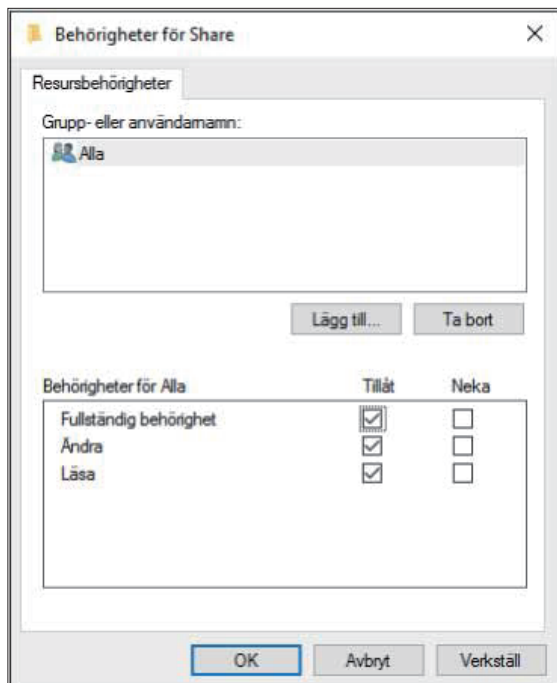 Behörigheter för Share
Resursbehörigheter
Grupp- eller användarnamn:
Alla
Lägg till...
Ta bort
Behörigheter för Alla Tillåt Neka
Fullständig behörighet
Ändra
Läsa
OK Avbryt Verkställ